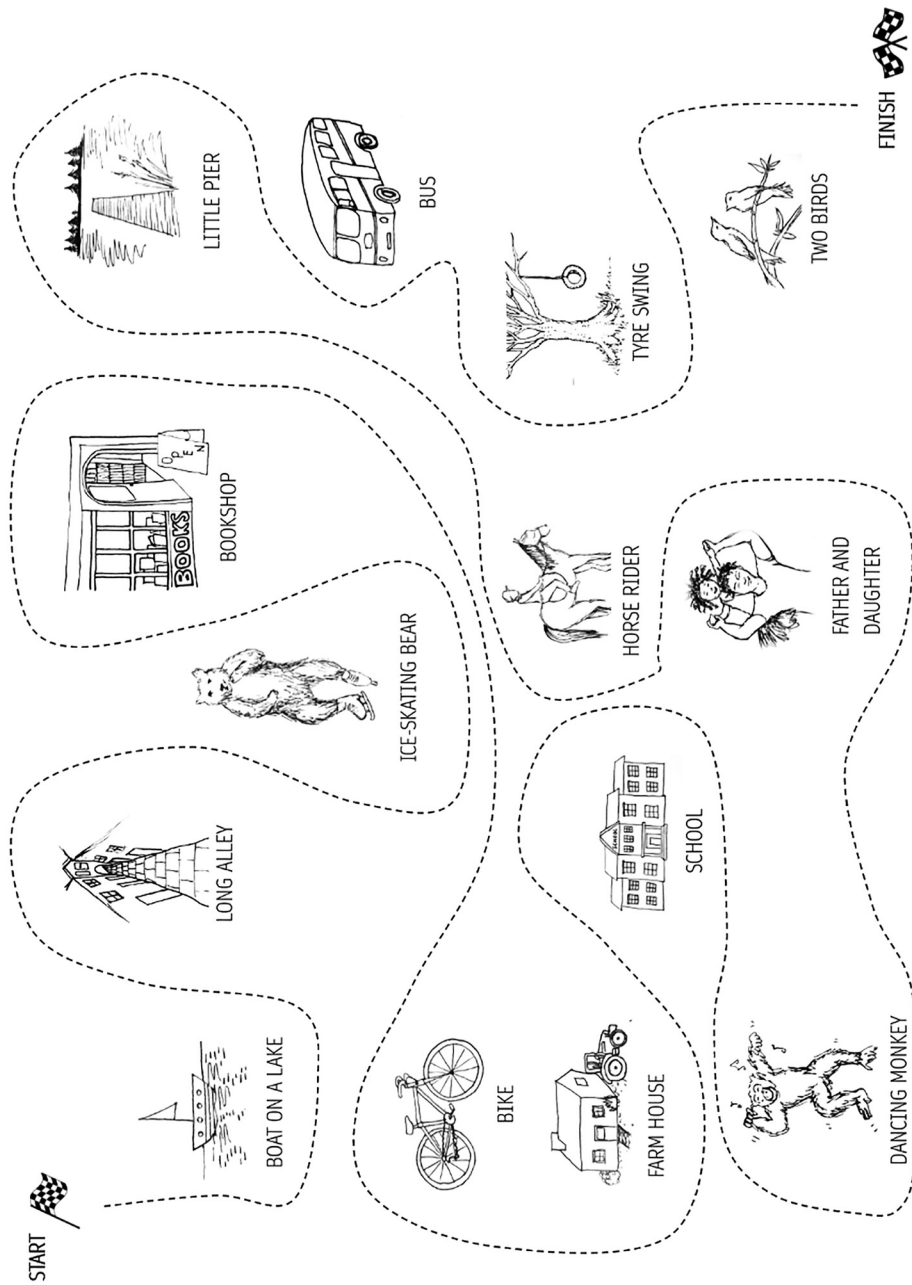 START
BOAT ON A LAKE
LONG ALLEY
BOOKS
OPEN
BOOKSHOP
LITTLE PIER
ICE-SKATING BEAR
BUS
BIKE
FARM HOUSE
SCHOOL
SCHOOL
HORSE RIDER
TYRE SWING
DANCING MONKEY
FATHER AND
DAUGHTER
TWO BIRDS
FINISH